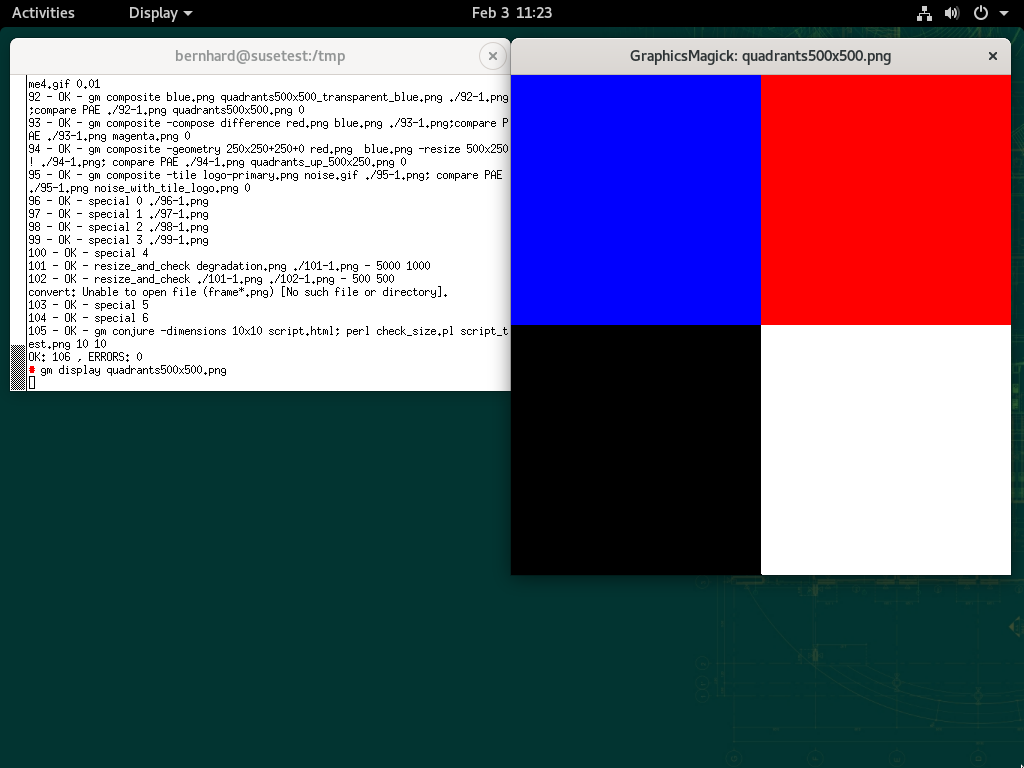 Activities
Display
Feb 3 11:23
bernhard@susetest:/tmp
me4.gif 0.01
92 - OK - gm composite blue.png quadrants500x500_transparent_blue.png ./92-1.png
;compare PAE ./92-1.png quadrants500x500.png 0
93 - OK - gm composite -compose difference red.png blue.png ./93-1.png;compare P
AE ./93-1.png magenta.png 0
94 - OK - gm composite -geometry 250x250+250+0 red.png  blue.png -resize 500x250
! ./94-1.png; compare PAE ./94-1.png quadrants_up_500x250.png 0
95 - OK - gm composite -tile logo-primary.png noise.gif ./95-1.png; compare PAE
./95-1.png noise_with_tile_logo.png 0
96 - OK - special 0 ./96-1.png
97 - OK - special 1 ./97-1.png
98 - OK - special 2 ./98-1.png
99 - OK - special 3 ./99-1.png
100 - OK - special 4
101 - OK - resize_and_check degradation.png ./101-1.png - 5000 1000
102 - OK - resize_and_check ./101-1.png ./102-1.png - 500 500
convert: Unable to open file (frame*.png) [No such file or directory].
103 - OK - special 5
104 - OK - special 6
105 - OK - gm conjure -dimensions 10x10 script.html; perl check_size.pl script_t
est.png 10 10
OK: 106 , ERRORS: 0
gm display quadrants500x500.png
GraphicsMagick: quadrants500x500.png